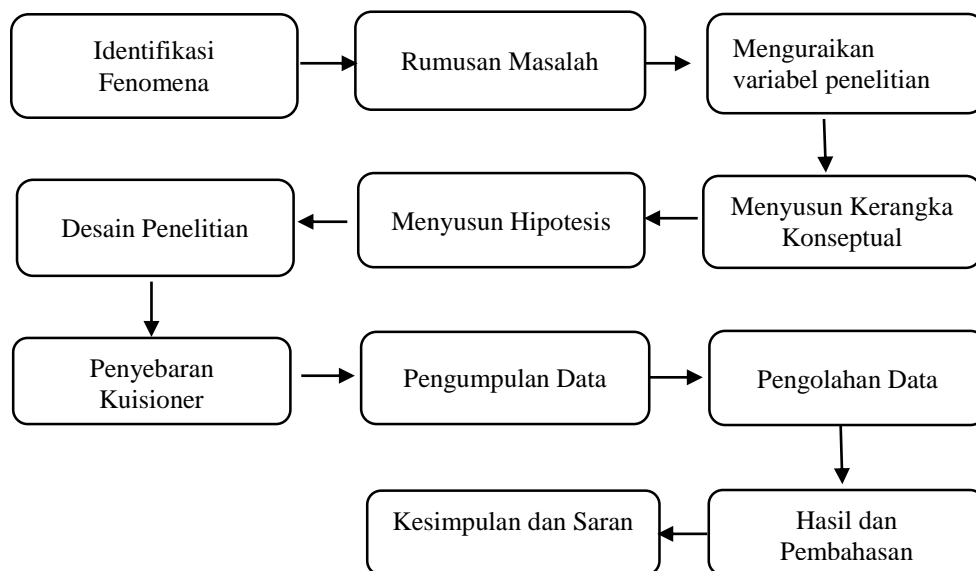 Identifikasi
Fenomena
Rumusan Masalah
Menguraikan
variabel penelitian
Menyusun Kerangka
Konseptual
Menyusun Hipotesis
Desain Penelitian
Penyebaran
Kuisioner
Pengumpulan Data
Pengolahan Data
Hasil dan
Pembahasan
Kesimpulan dan Saran